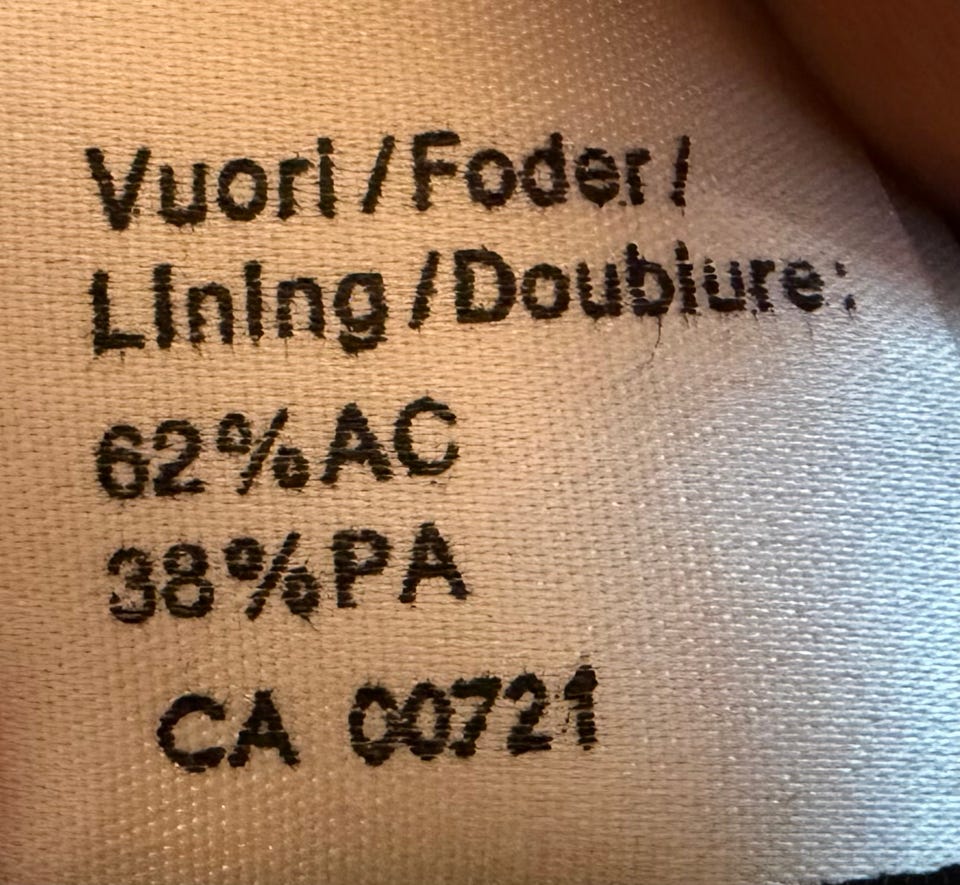 Vuori / Foder /
Lining / Doublure:
62% AC
38% PA
CA 00721